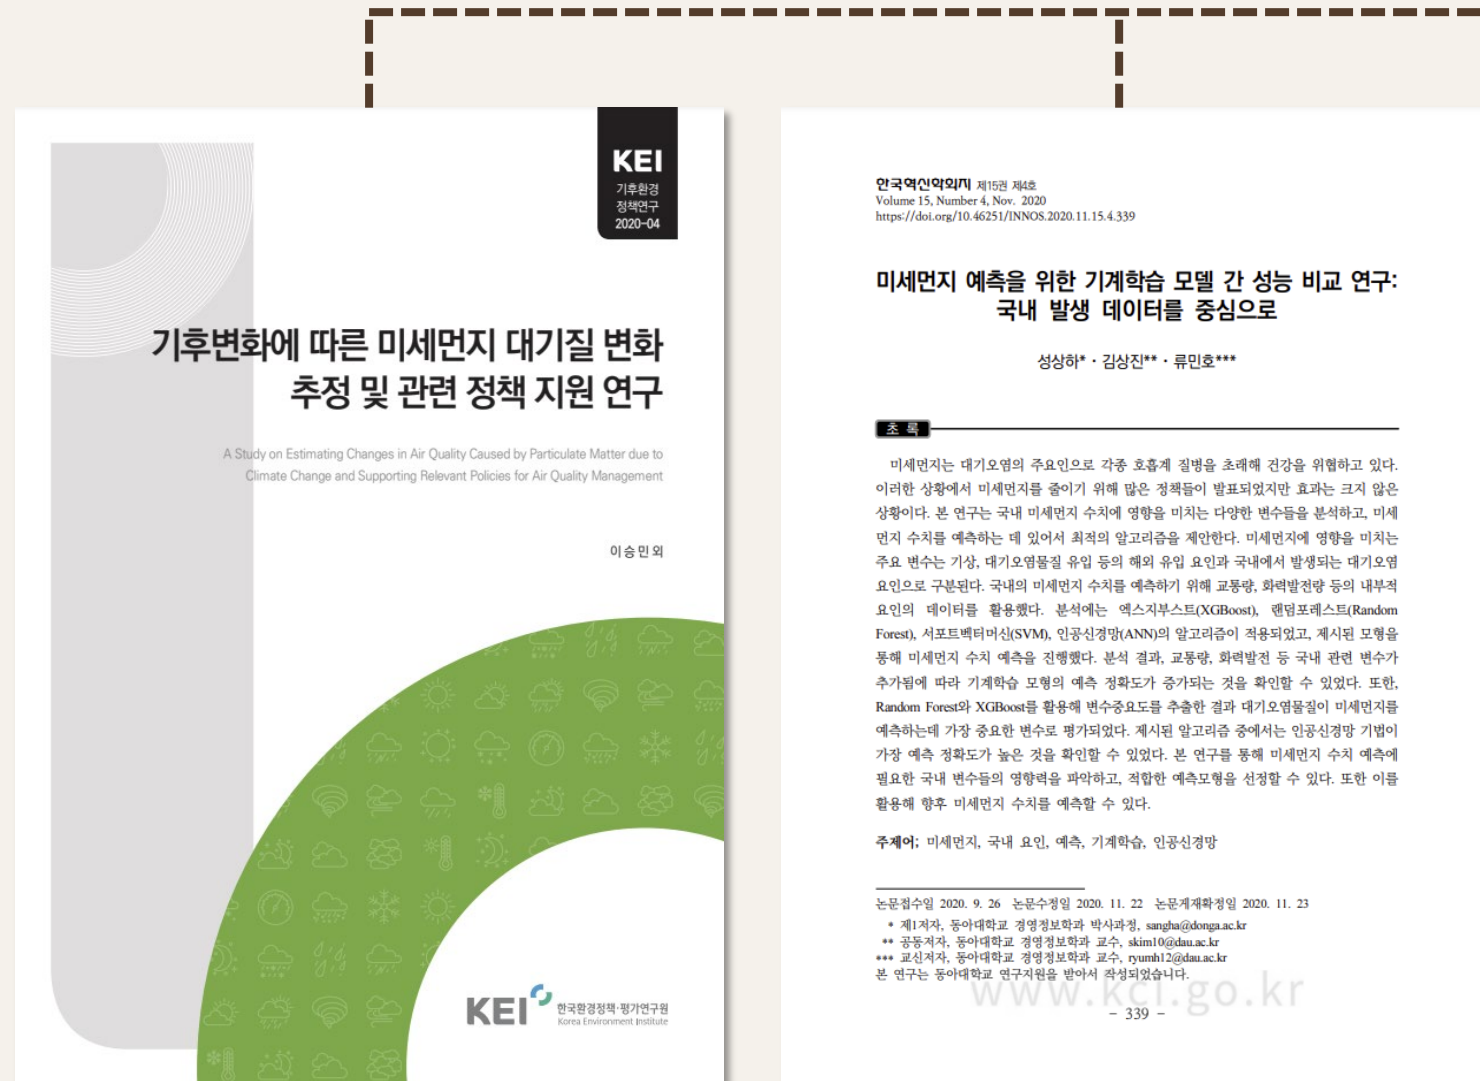 KEI
기후환경
정책연구
2020-04
기후변화에 따른 미세먼지 대기질 변화
추정 및 관련 정책 지원 연구
A Study on Estimating Changes in Air Quality Caused by Particulate Matter due to
Climate Change and Supporting Relevant Policies for Air Quality Management
이승민 외
KEI 한국환경정책·평가연구원
Korea Environment Institute
한국혁신학회지 제15권 제4호
Volume 15, Number 4, Nov. 2020
https://doi.org/10.46251/INNOS.2020.11.15.4.339
미세먼지 예측을 위한 기계학습 모델 간 성능 비교 연구:
국내 발생 데이터를 중심으로
성상하*·김상진**·류민호***
초 록
미세먼지는 대기오염의 주요인으로 각종 호흡계 질병을 초래해 건강을 위협하고 있다.
이러한 상황에서 미세먼지를 줄이기 위해 많은 정책들이 발표되었지만 효과는 크지 않은
상황이다. 본 연구는 국내 미세먼지 수치에 영향을 미치는 다양한 변수들을 분석하고, 미세
먼지 수치를 예측하는 데 있어서 최적의 알고리즘을 제안한다. 미세먼지에 영향을 미치는
주요 변수는 기상, 대기오염물질 유입 등의 해외 유입 요인과 국내에서 발생되는 대기오염
요인으로 구분된다. 국내의 미세먼지 수치를 예측하기 위해 교통량, 화력발전량 등의 내부적
요인의 데이터를 활용했다. 분석에는 엑스지부스트(XGBoost), 랜덤포레스트(Random
Forest), 서포트벡터머신(SVM), 인공신경망(ANN)의 알고리즘이 적용되었고, 제시된 모형을
통해 미세먼지 수치 예측을 진행했다. 분석 결과, 교통량, 화력발전 등 국내 관련 변수가
추가됨에 따라 기계학습 모형의 예측 정확도가 증가되는 것을 확인할 수 있었다. 또한,
Random Forest와 XGBoost를 활용해 변수중요도를 추출한 결과 대기오염물질이 미세먼지를
예측하는데 가장 중요한 변수로 평가되었다. 제시된 알고리즘 중에서는 인공신경망 기법이
가장 예측 정확도가 높은 것을 확인할 수 있었다. 본 연구를 통해 미세먼지 수치 예측에
필요한 국내 변수들의 영향력을 파악하고, 적합한 예측모형을 선정할 수 있다. 또한 이를
활용해 향후 미세먼지 수치를 예측할 수 있다.
주제어; 미세먼지, 국내 요인, 예측, 기계학습, 인공신경망
논문접수일 2020. 9. 26 논문수정일 2020. 11. 22 논문게재확정일 2020. 11. 23
* 제1저자, 동아대학교 경영정보학과 박사과정, sangha@donga.ac.kr
** 공동저자, 동아대학교 경영정보학과 교수, skim10@dau.ac.kr
*** 교신저자, 동아대학교 경영정보학과 교수, ryumh12@dau.ac.kr
본 연구는 동아대학교 연구지원을 받아서 작성되었습니다.
www.kci.go.kr
- 339 -